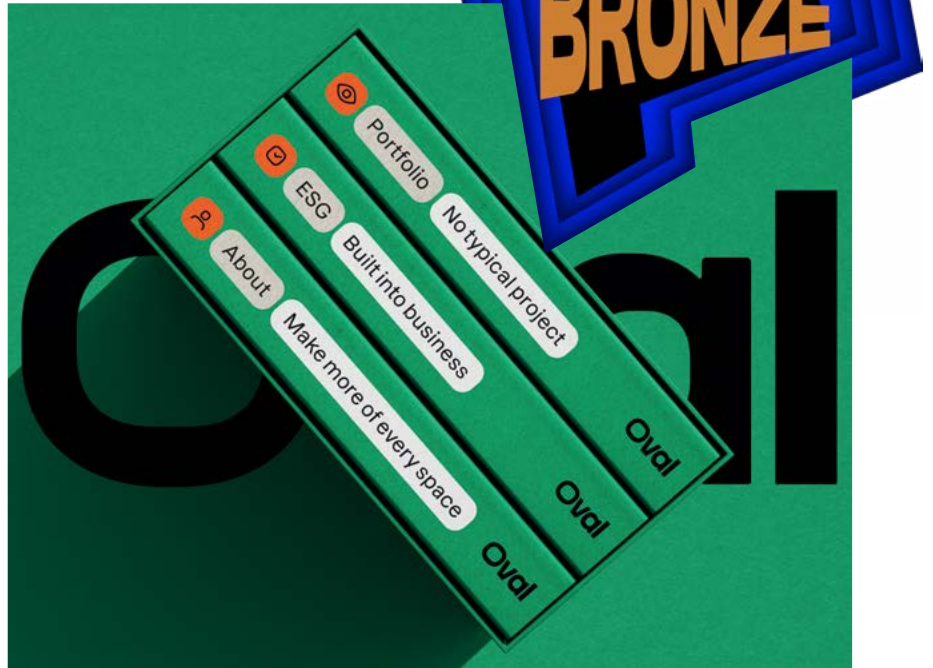 BRONZE
Portfolio
No typical project
Oval
ESG
Built into business
Oval
About
Make more of every space
Oval
Oval